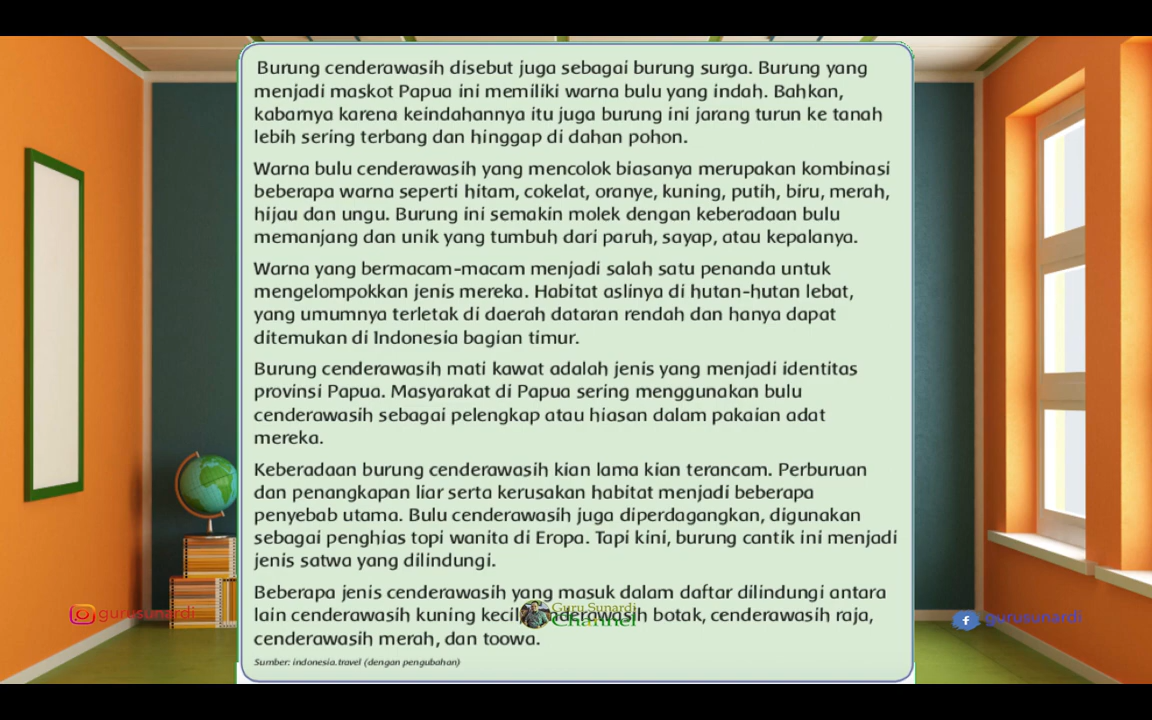 Burung cenderawasih disebut juga sebagai burung surga. Burung yang
menjadi maskot Papua ini memiliki warna bulu yang indah. Bahkan,
kabarnya karena keindahannya itu juga burung ini jarang turun ke tanah
lebih sering terbang dan hinggap di dahan pohon.
Warna bulu cenderawasih yang mencolok biasanya merupakan kombinasi
beberapa warna seperti hitam, cokelat, oranye, kuning, putih, biru, merah,
hijau dan ungu. Burung ini semakin molek dengan keberadaan bulu
memanjang dan unik yang tumbuh dari paruh, sayap, atau kepalanya.
Warna yang bermacam-macam menjadi salah satu penanda untuk
mengelompokkan jenis mereka. Habitat aslinya di hutan-hutan lebat,
yang umumnya terletak di daerah dataran rendah dan hanya dapat
ditemukan di Indonesia bagian timur.
Burung cenderawasih mati kawat adalah jenis yang menjadi identitas
provinsi Papua. Masyarakat di Papua sering menggunakan bulu
cenderawasih sebagai pelengkap atau hiasan dalam pakaian adat
mereka.
Keberadaan burung cenderawasih kian lama kian terancam. Perburuan
dan penangkapan liar serta kerusakan habitat menjadi beberapa
penyebab utama. Bulu cenderawasih juga diperdagangkan, digunakan
sebagai penghias topi wanita di Eropa. Tapi kini, burung cantik ini menjadi
jenis satwa yang dilindungi.
Beberapa jenis cenderawasih yang masuk dalam daftar dilindungi antara
lain cenderawasih kuning kecil, cenderawasih botak, cenderawasih raja,
cenderawasih merah, dan toowa.
Sumber: indonesia.travel (dengan pengubahan)
gurusunardi
Guru Sunardi
Channel
gurusunardi